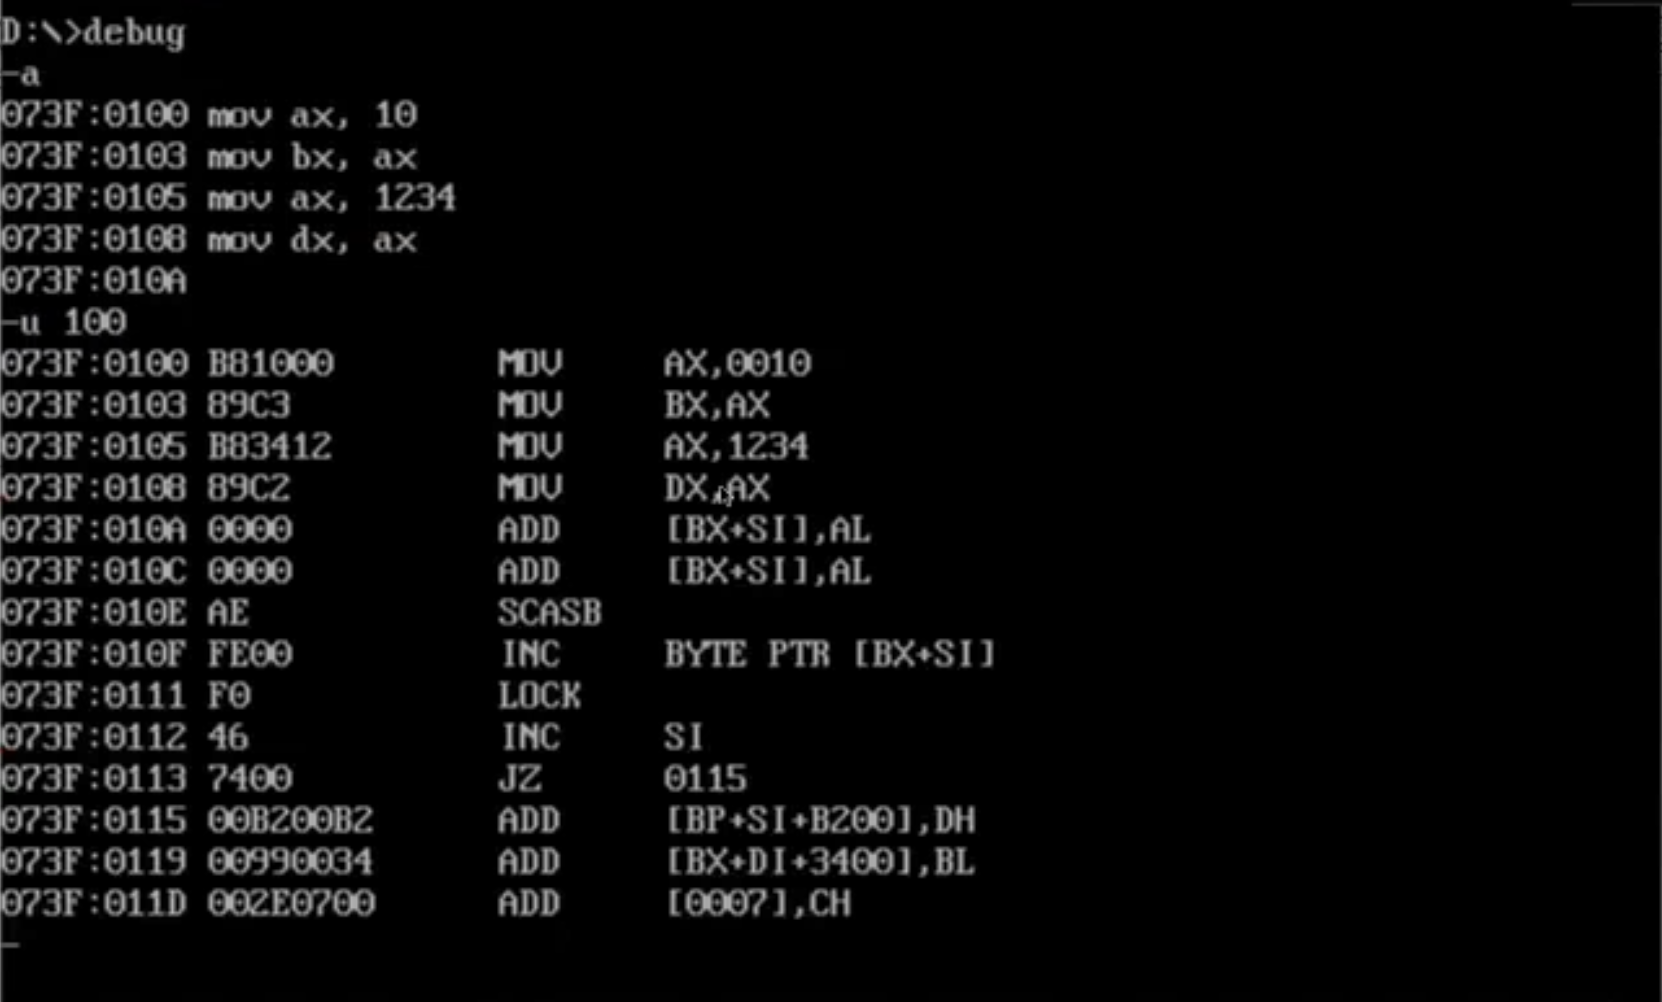 D:\>debug
-a
073F:0100 mov ax, 10
073F:0103 mov bx, ax
073F:0105 mov ax, 1234
073F:0108 mov dx, ax
073F:010A
-u 100
073F:0100 B81000 MOV AX,0010
073F:0103 89C3 MOV BX,AX
073F:0105 B83412 MOV AX,1234
073F:0108 89C2 MOV DX,AX
073F:010A 0000 ADD [BX+SI],AL
073F:010C 0000 ADD [BX+SI],AL
073F:010E AE SCASB
073F:010F FE00 INC BYTE PTR [BX+SI]
073F:0111 F0 LOCK
073F:0112 46 INC SI
073F:0113 7400 JZ 0115
073F:0115 00B200B2 ADD [BP+SI+B200],DH
073F:0119 00990034 ADD [BX+DI+3400],BL
073F:011D 002E0700 ADD [0007],CH
-